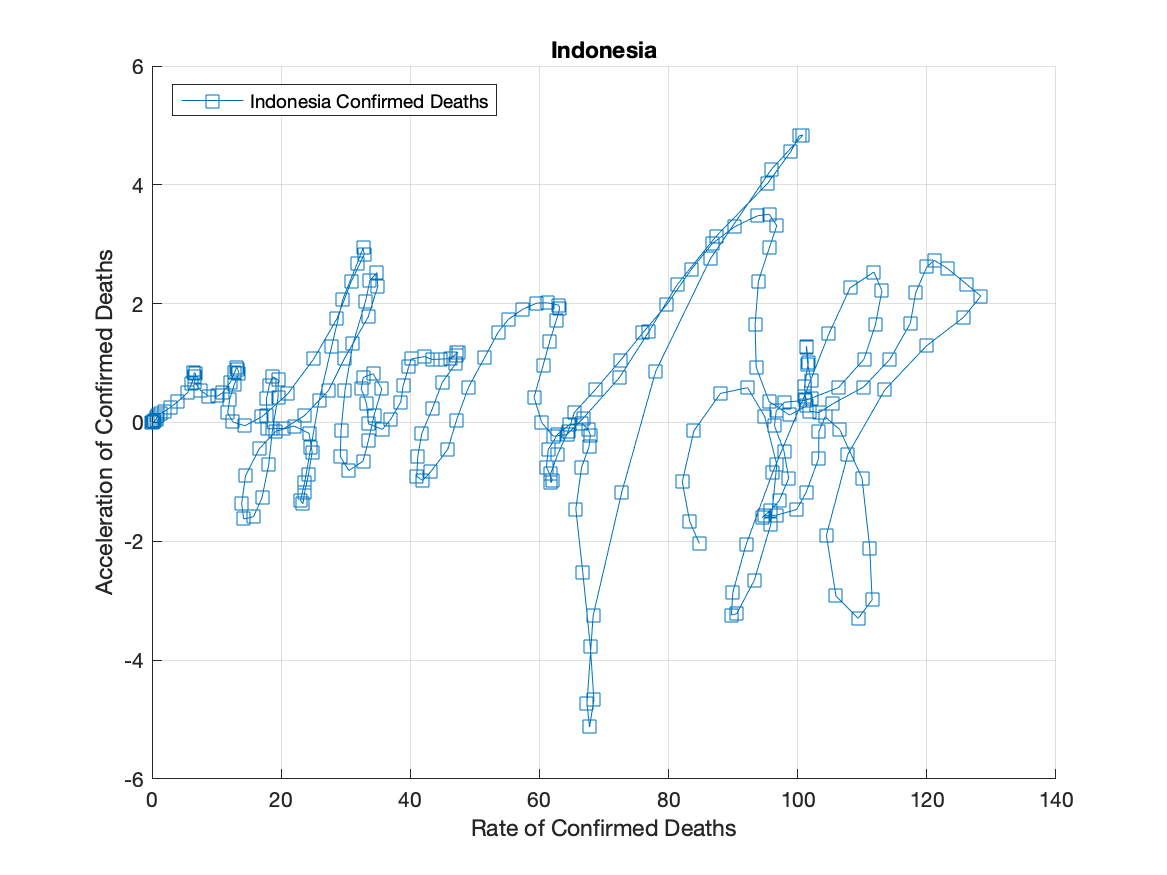 Indonesia
6
Indonesia Confirmed Deaths
4
2
0
-2
-4
-6
Acceleration of Confirmed Deaths
0 20 40 60 80 100 120 140
Rate of Confirmed Deaths